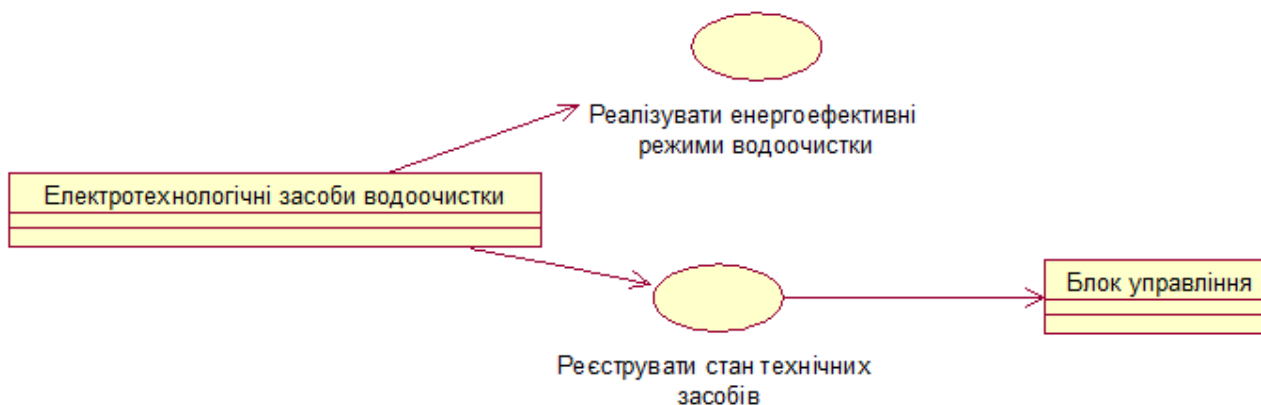 Реалізувати енергоефективні
режими водоочистки
Електротехнологічні засоби водоочистки
Блок управління
Реєструвати стан технічних
засобів